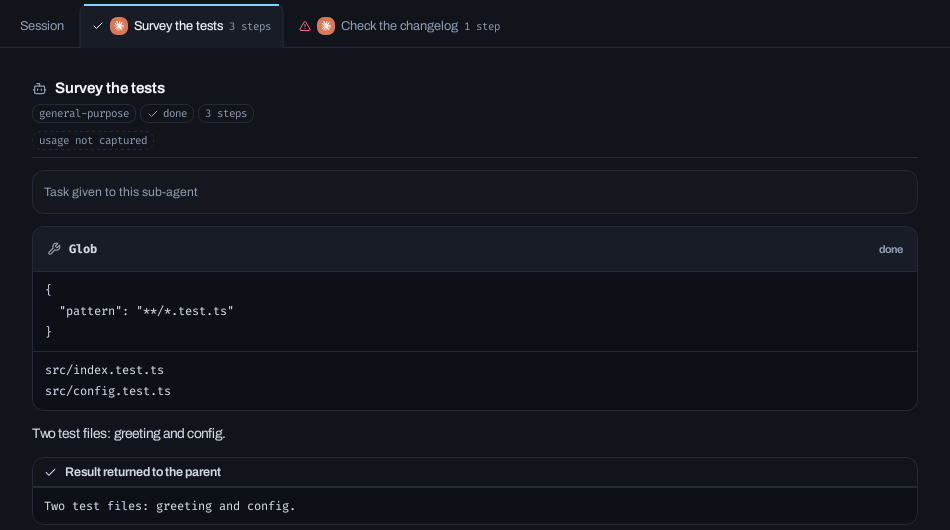 Session
Survey the tests 3 steps
Check the changelog 1 step
Survey the tests
general-purpose
done
3 steps
usage not captured
Task given to this sub-agent
Glob
done
{
  "pattern": "**/*.test.ts"
}
src/index.test.ts
src/config.test.ts
Two test files: greeting and config.
Result returned to the parent
Two test files: greeting and config.